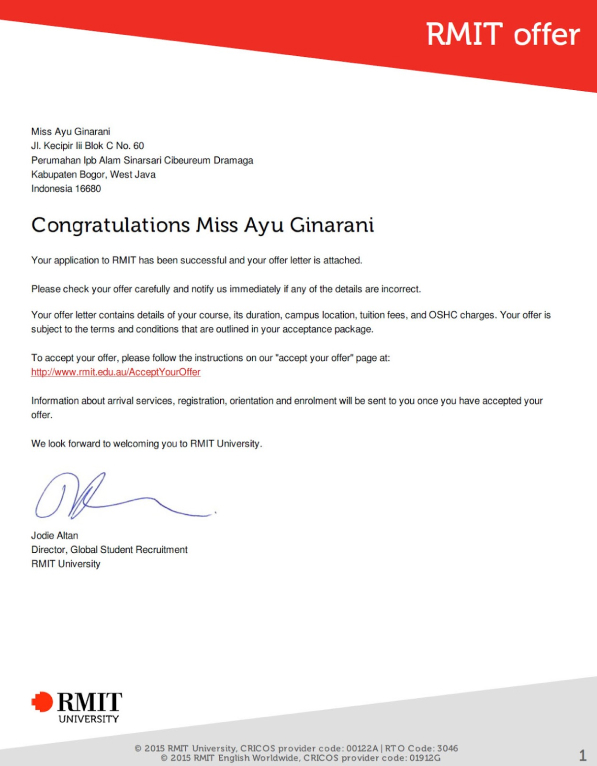 RMIT offer
Miss Ayu Ginarani
Jl. Kecipir Iii Blok C No. 60
Perumahan Ipb Alam Sinarsari Cibeureum Dramaga
Kabupaten Bogor, West Java
Indonesia 16680
Congratulations Miss Ayu Ginarani
Your application to RMIT has been successful and your offer letter is attached.
Please check your offer carefully and notify us immediately if any of the details are incorrect.
Your offer letter contains details of your course, its duration, campus location, tuition fees, and OSHC charges. Your offer is
subject to the terms and conditions that are outlined in your acceptance package.
To accept your offer, please follow the instructions on our "accept your offer" page at:
http://www.rmit.edu.au/AcceptYourOffer
Information about arrival services, registration, orientation and enrolment will be sent to you once you have accepted your
offer.
We look forward to welcoming you to RMIT University.
Jodie Altan
Director, Global Student Recruitment
RMIT University
RMIT
UNIVERSITY
© 2015 RMIT University, CRICOS provider code: 00122A | RTO Code: 3046
© 2015 RMIT English Worldwide, CRICOS provider code: 01912G
1